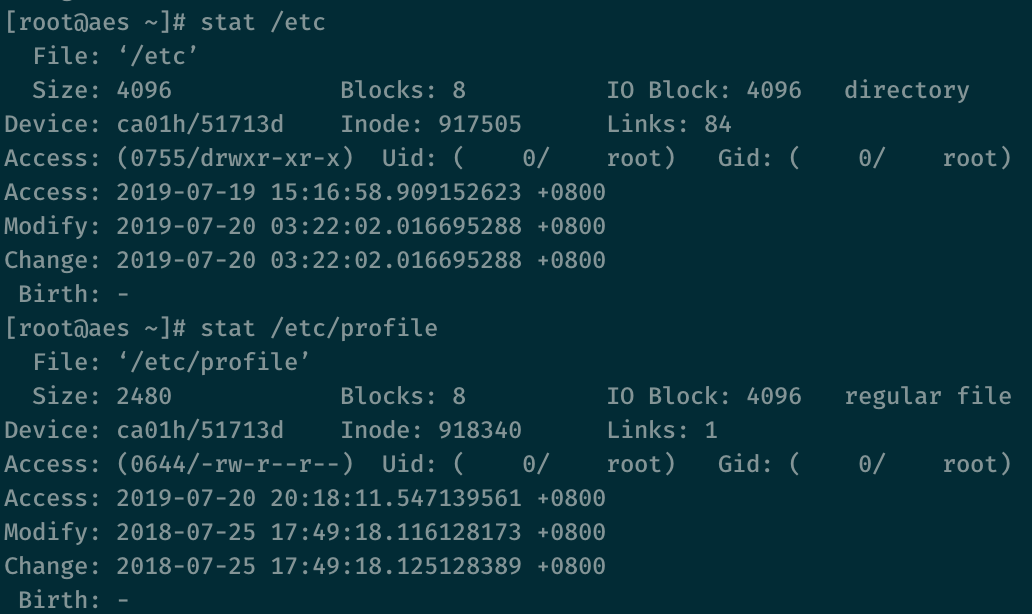 [root@aes ~]# stat /etc
  File: ‘/etc’
  Size: 4096            Blocks: 8          IO Block: 4096   directory
Device: ca01h/51713d    Inode: 917505      Links: 84
Access: (0755/drwxr-xr-x)  Uid: (    0/    root)   Gid: (    0/    root)
Access: 2019-07-19 15:16:58.909152623 +0800
Modify: 2019-07-20 03:22:02.016695288 +0800
Change: 2019-07-20 03:22:02.016695288 +0800
 Birth: -
[root@aes ~]# stat /etc/profile
  File: ‘/etc/profile’
  Size: 2480            Blocks: 8          IO Block: 4096   regular file
Device: ca01h/51713d    Inode: 918340      Links: 1
Access: (0644/-rw-r--r--)  Uid: (    0/    root)   Gid: (    0/    root)
Access: 2019-07-20 20:18:11.547139561 +0800
Modify: 2018-07-25 17:49:18.116128173 +0800
Change: 2018-07-25 17:49:18.125128389 +0800
 Birth: -